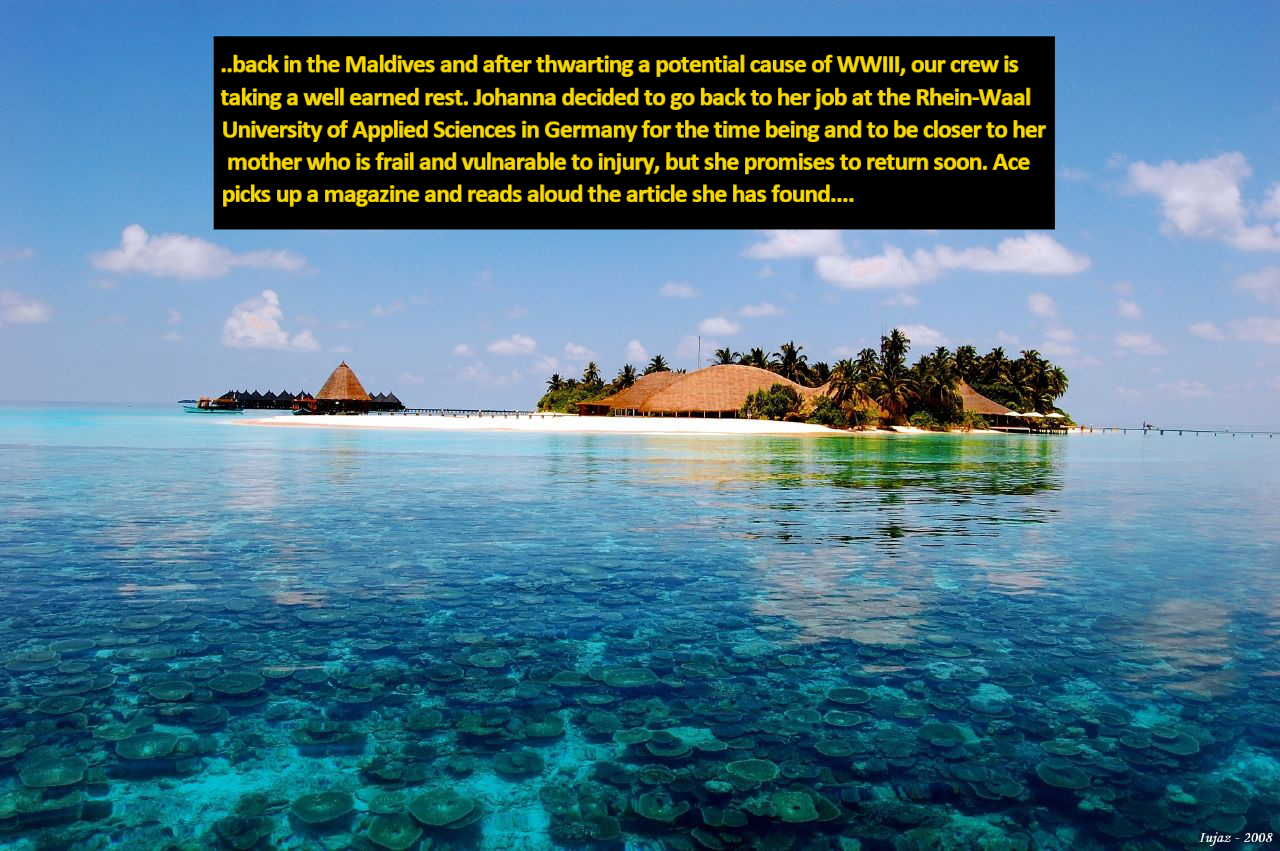 ..back in the Maldives and after thwarting a potential cause of WWIII, our crew is
taking a well earned rest. Johanna decided to go back to her job at the Rhein-Waal
University of Applied Sciences in Germany for the time being and to be closer to her
mother who is frail and vulnarable to injury, but she promises to return soon. Ace
picks up a magazine and reads aloud the article she has found....
Iujaz - 2008